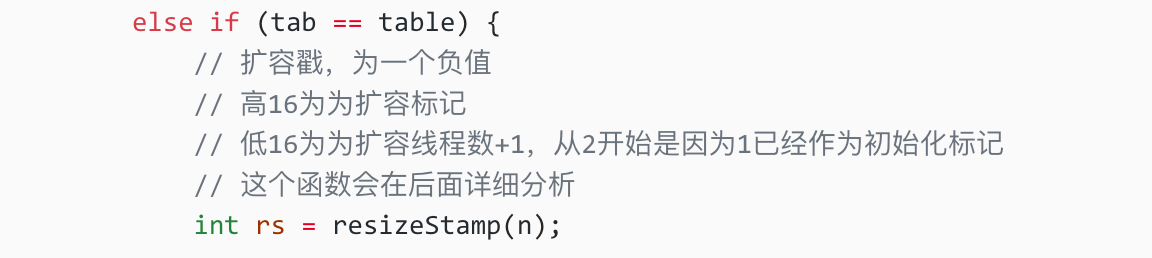 else if (tab == table) {
// 扩容戳，为一个负值
// 高16为为扩容标记
// 低16为为扩容线程数+1，从2开始是因为1已经作为初始化标记
// 这个函数会在后面详细分析
int rs = resizeStamp(n);